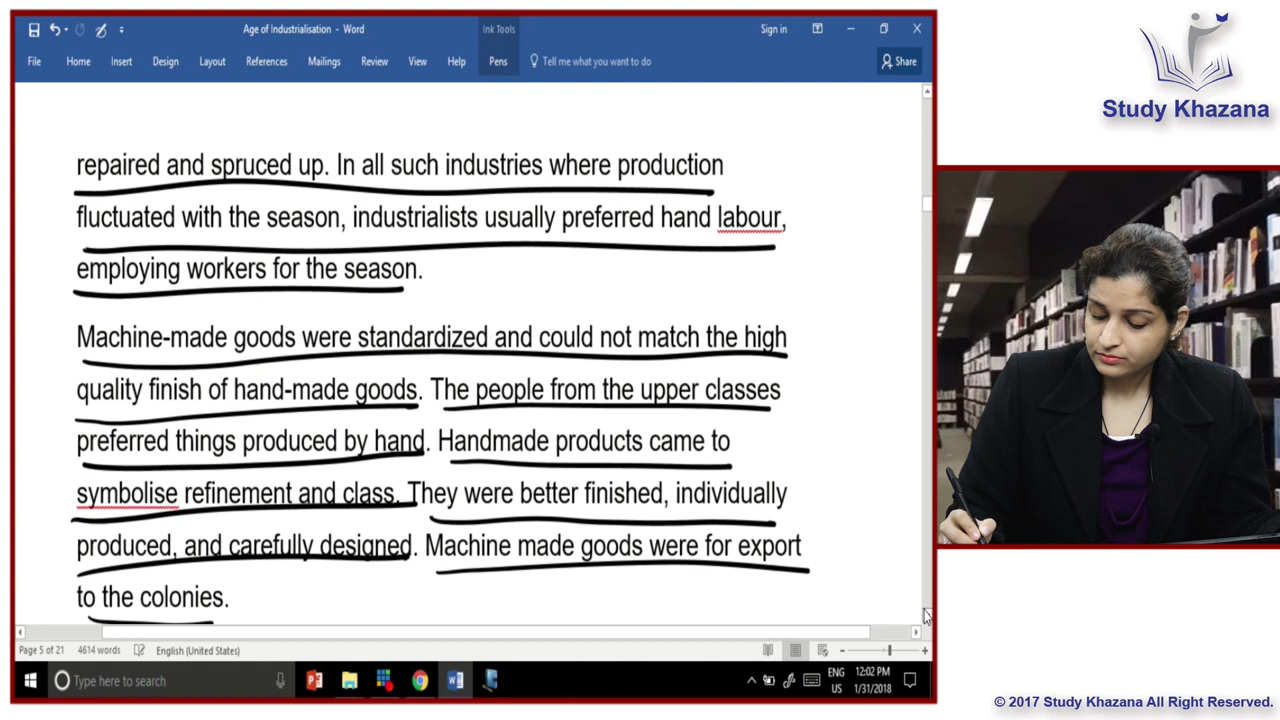 Age of Industrialisation - Word
Ink Tools
Sign in
File Home Insert Design Layout References Mailings Review View Help Pens Tell me what you want to do Share
Study Khazana
repaired and spruced up. In all such industries where production
fluctuated with the season, industrialists usually preferred hand labour,
employing workers for the season.
Machine-made goods were standardized and could not match the high
quality finish of hand-made goods. The people from the upper classes
preferred things produced by hand. Handmade products came to
symbolise refinement and class. They were better finished, individually
produced, and carefully designed. Machine made goods were for export
to the colonies.
Page 5 of 21 4614 words English (United States)
Type here to search
ENG
US
12:02 PM
1/31/2018
© 2017 Study Khazana All Right Reserved.